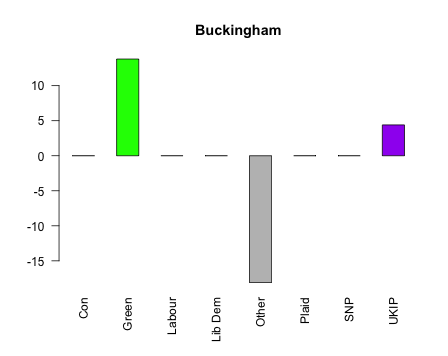 Buckingham
10
5
0
-5
-10
-15
Con
Green
Labour
Lib Dem
Other
Plaid
SNP
UKIP